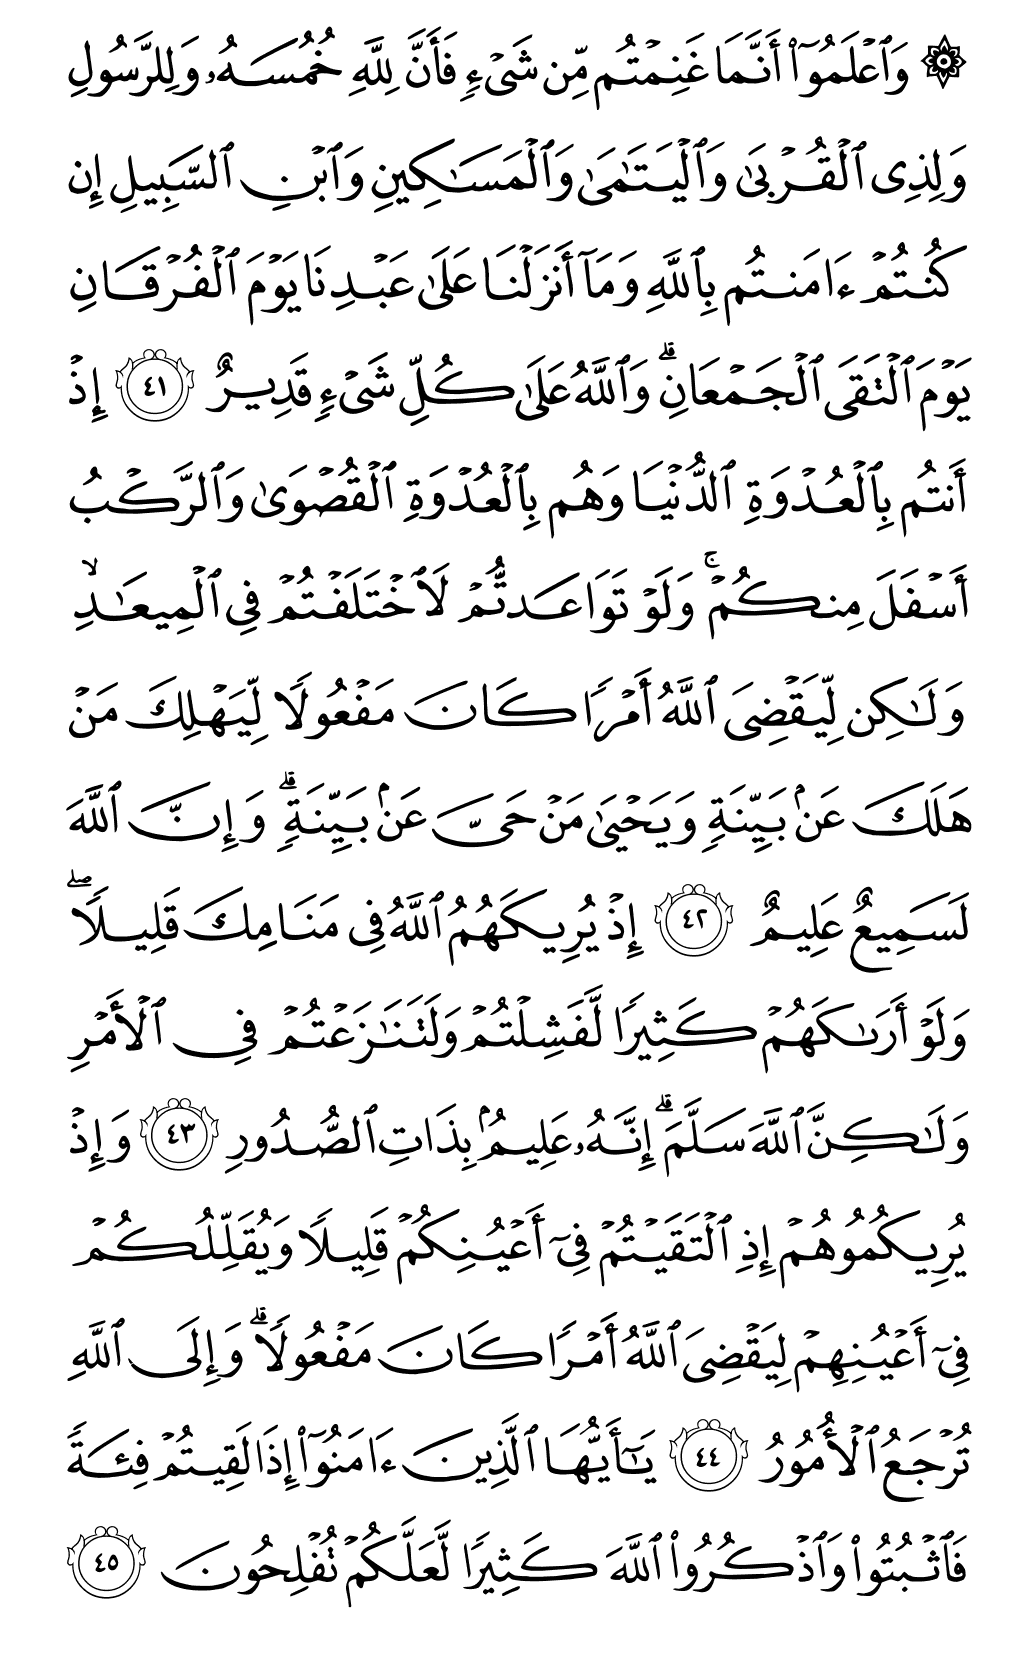 ۞ وَٱعۡلَمُوٓاْ أَنَّمَا غَنِمۡتُم مِّن شَيۡءٖ فَأَنَّ لِلَّهِ خُمُسَهُۥ وَلِلرَّسُولِ
وَلِذِي ٱلۡقُرۡبَىٰ وَٱلۡيَتَٰمَىٰ وَٱلۡمَسَٰكِينِ وَٱبۡنِ ٱلسَّبِيلِ إِن
كُنتُمۡ ءَامَنتُم بِٱللَّهِ وَمَآ أَنزَلۡنَا عَلَىٰ عَبۡدِنَا يَوۡمَ ٱلۡفُرۡقَانِ
يَوۡمَ ٱلۡتَقَى ٱلۡجَمۡعَانِۗ وَٱللَّهُ عَلَىٰ كُلِّ شَيۡءٖ قَدِيرٌ ٤١ إِذۡ
أَنتُم بِٱلۡعُدۡوَةِ ٱلدُّنۡيَا وَهُم بِٱلۡعُدۡوَةِ ٱلۡقُصۡوَىٰ وَٱلرَّكۡبُ
أَسۡفَلَ مِنكُمۡۚ وَلَوۡ تَوَاعَدتُّمۡ لَٱخۡتَلَفۡتُمۡ فِي ٱلۡمِيعَٰدِۙ
وَلَٰكِن لِّيَقۡضِيَ ٱللَّهُ أَمۡرٗا كَانَ مَفۡعُولٗا لِّيَهۡلِكَ مَنۡ
هَلَكَ عَنۢ بَيِّنَةٖ وَيَحۡيَىٰ مَنۡ حَيَّ عَنۢ بَيِّنَةٖۗ وَإِنَّ ٱللَّهَ
لَسَمِيعٌ عَلِيمٌ ٤٢ إِذۡ يُرِيكَهُمُ ٱللَّهُ فِي مَنَامِكَ قَلِيلٗاۖ
وَلَوۡ أَرَىٰكَهُمۡ كَثِيرٗا لَّفَشِلۡتُمۡ وَلَتَنَٰزَعۡتُمۡ فِي ٱلۡأَمۡرِ
وَلَٰكِنَّ ٱللَّهَ سَلَّمَۗ إِنَّهُۥ عَلِيمُۢ بِذَاتِ ٱلصُّدُورِ ٤٣ وَإِذۡ
يُرِيكُمُوهُمۡ إِذِ ٱلۡتَقَيۡتُمۡ فِيٓ أَعۡيُنِكُمۡ قَلِيلٗا وَيُقَلِّلُكُمۡ
فِيٓ أَعۡيُنِهِمۡ لِيَقۡضِيَ ٱللَّهُ أَمۡرٗا كَانَ مَفۡعُولٗاۗ وَإِلَى ٱللَّهِ
تُرۡجَعُ ٱلۡأُمُورُ ٤٤ يَٰٓأَيُّهَا ٱلَّذِينَ ءَامَنُوٓاْ إِذَا لَقِيتُمۡ فِئَةٗ
فَٱثۡبُتُواْ وَٱذۡكُرُواْ ٱللَّهَ كَثِيرٗا لَّعَلَّكُمۡ تُفۡلِحُونَ ٤٥